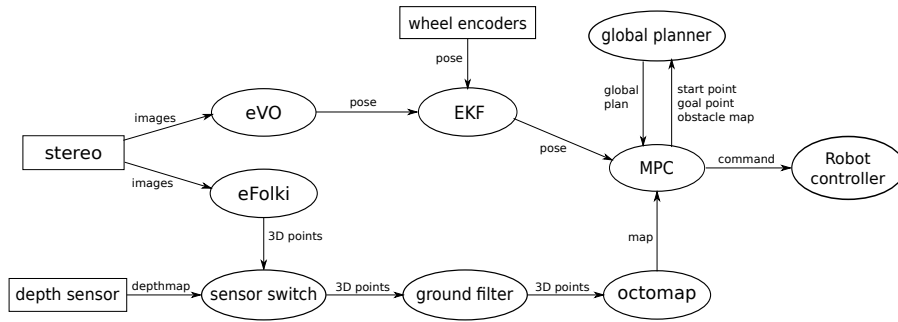 wheel encoders
global planner
pose
global
plan
start point
goal point
obstacle map
images
eVO
pose
EKF
stereo
pose
MPC
command
Robot
controller
images
eFolki
3D points
map
depth sensor
depthmap
sensor switch
3D points
ground filter
3D points
octomap